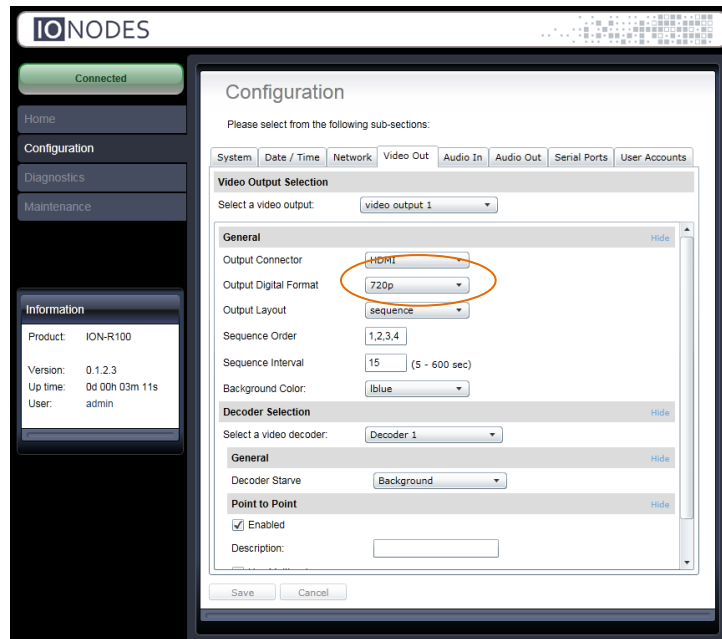 IONODES
Connected
Home
Configuration
Diagnostics
Maintenance
Information
Product: ION-R100
Version: 0.1.2.3
Up time: 0d 00h 03m 11s
User: admin
Configuration
Please select from the following sub-sections:
System Date / Time Network Video Out Audio In Audio Out Serial Ports User Accounts
Video Output Selection
Select a video output: video output 1
General Hide
Output Connector HDMI
Output Digital Format 720p
Output Layout sequence
Sequence Order 1,2,3,4
Sequence Interval 15 (5 - 600 sec)
Background Color: lblue
Decoder Selection Hide
Select a video decoder: Decoder 1
General Hide
Decoder Starve Background
Point to Point Hide
Enabled
Description:
Save Cancel